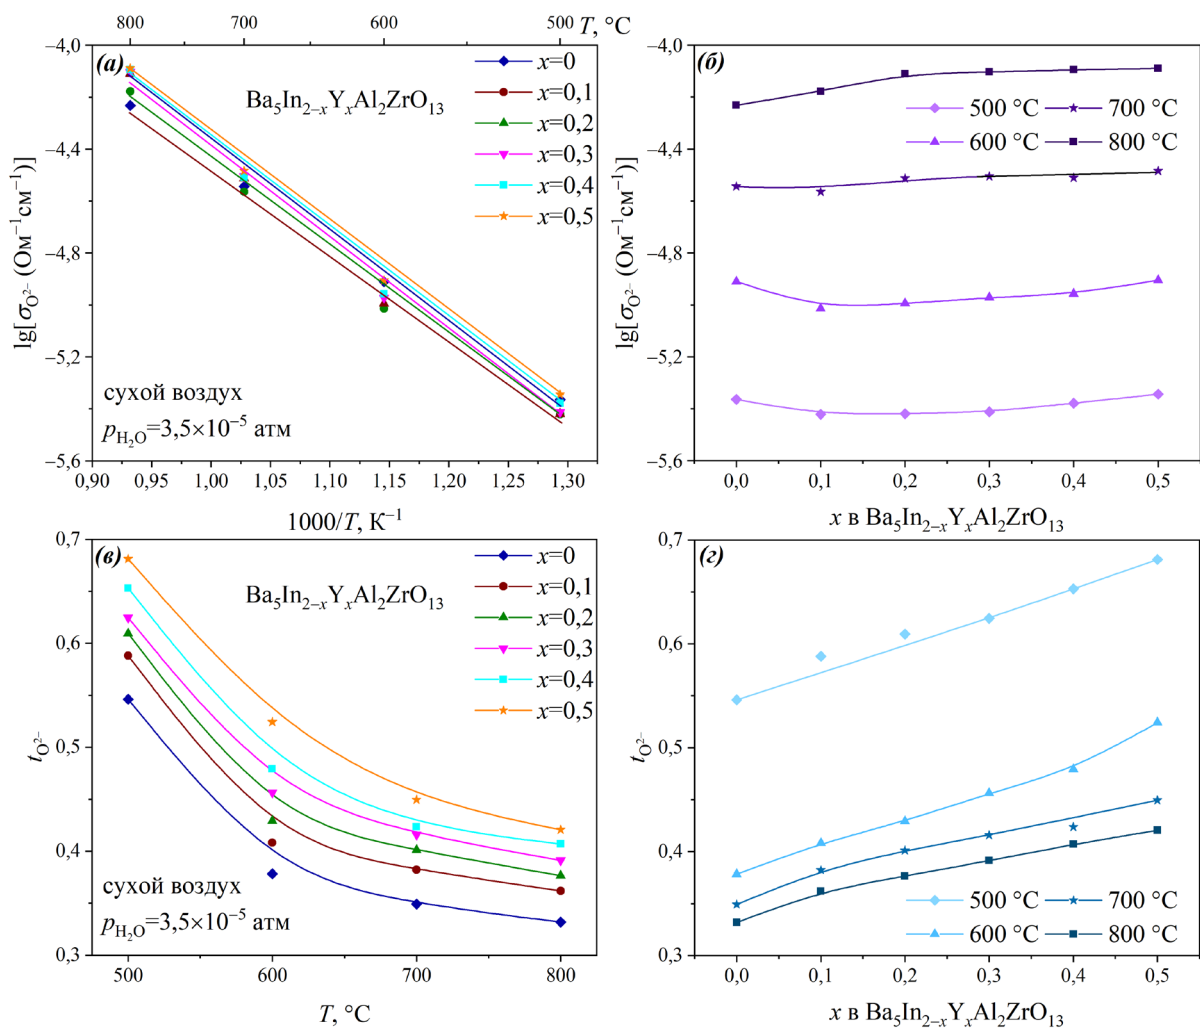 800 700 600 500 T, °C
(а)
Ba₅In₂₋ₓYₓAl₂ZrO₁₃
x=0
x=0,1
x=0,2
x=0,3
x=0,4
x=0,5
–4,0
–4,4
–4,8
–5,2
–5,6
lg[σ_O²⁻ (Ом⁻¹см⁻¹)]
сухой воздух
p_H₂O=3,5×10⁻⁵ атм
0,90 0,95 1,00 1,05 1,10 1,15 1,20 1,25 1,30
1000/T, К⁻¹
(б)
500 °C 700 °C
600 °C 800 °C
–4,0
–4,4
–4,8
–5,2
–5,6
lg[σ_O²⁻ (Ом⁻¹см⁻¹)]
0,0 0,1 0,2 0,3 0,4 0,5
x в Ba₅In₂₋ₓYₓAl₂ZrO₁₃
(в)
Ba₅In₂₋ₓYₓAl₂ZrO₁₃
x=0
x=0,1
x=0,2
x=0,3
x=0,4
x=0,5
0,7
0,6
0,5
0,4
0,3
t_O²⁻
сухой воздух
p_H₂O=3,5×10⁻⁵ атм
500 600 700 800
T, °C
(г)
0,7
0,6
0,5
0,4
0,3
t_O²⁻
500 °C 700 °C
600 °C 800 °C
0,0 0,1 0,2 0,3 0,4 0,5
x в Ba₅In₂₋ₓYₓAl₂ZrO₁₃